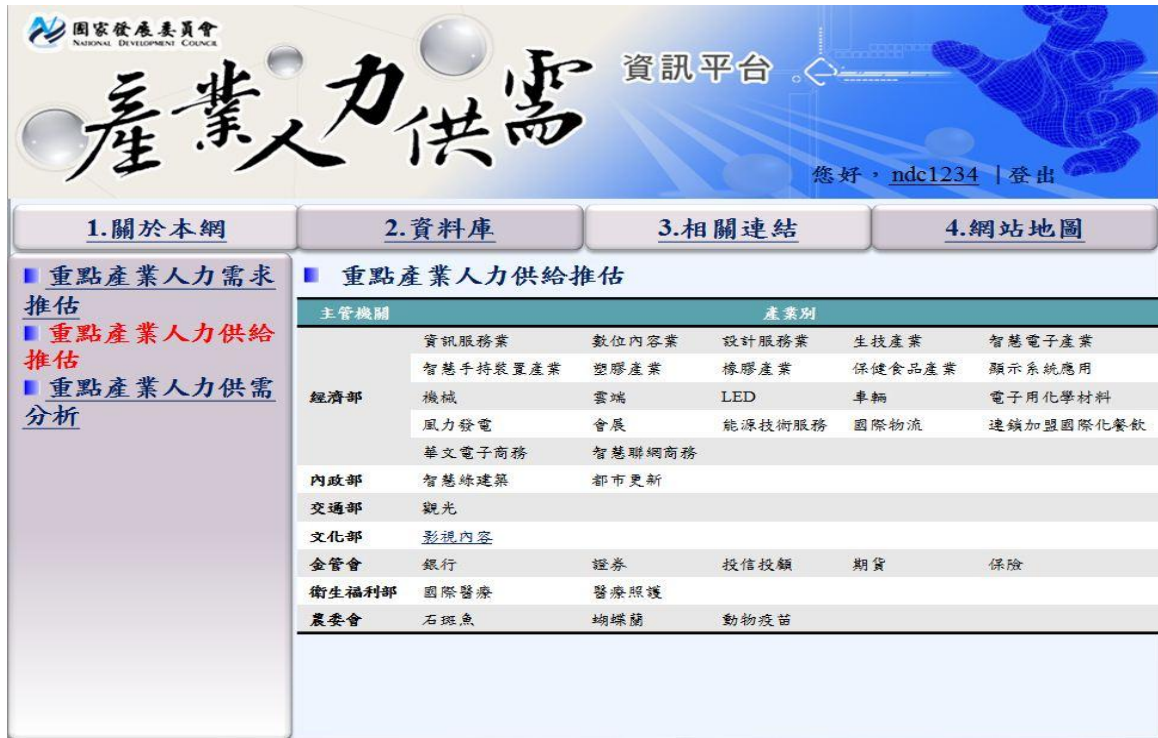 國家發展委員會
NATIONAL DEVELOPMENT COUNCIL
產業人力供需
資訊平台
您好，ndc1234 | 登出
1.關於本網 2.資料庫 3.相關連結 4.網站地圖
重點產業人力需求
推估
重點產業人力供給
推估
重點產業人力供需
分析
重點產業人力供給推估
主管機關 產業別
資訊服務業 數位內容業 設計服務業 生技產業 智慧電子產業
智慧手持裝置產業 塑膠產業 橡膠產業 保健食品產業 顯示系統應用
經濟部 機械 雲端 LED 車輛 電子用化學材料
風力發電 會展 能源技術服務 國際物流 連鎖加盟國際化餐飲
華文電子商務 智慧聯網商務
內政部 智慧綠建築 都市更新
交通部 觀光
文化部 影視內容
金管會 銀行 證券 投信投顧 期貨 保險
衛生福利部 國際醫療 醫療照護
農委會 石斑魚 蝴蝶蘭 動物疫苗